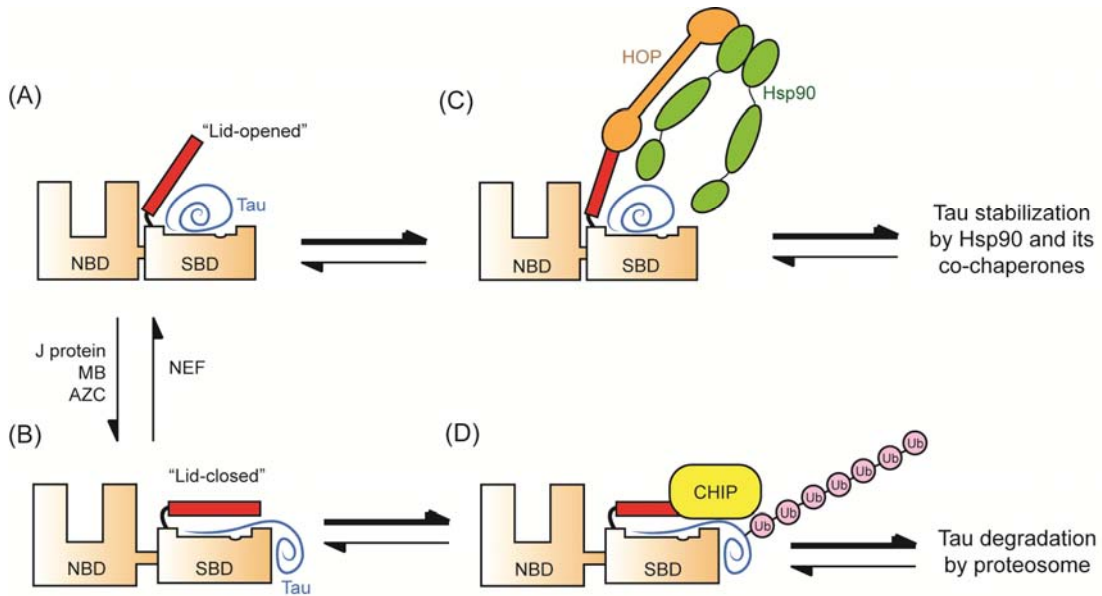 (A)
“Lid-opened”
Tau
NBD
SBD
(C)
HOP
Hsp90
NBD
SBD
Tau stabilization
by Hsp90 and its
co-chaperones
J protein
MB
AZC
NEF
(B)
“Lid-closed”
NBD
SBD
Tau
(D)
CHIP
Ub
Ub
Ub
Ub
Ub
Ub
Ub
NBD
SBD
Tau degradation
by proteosome